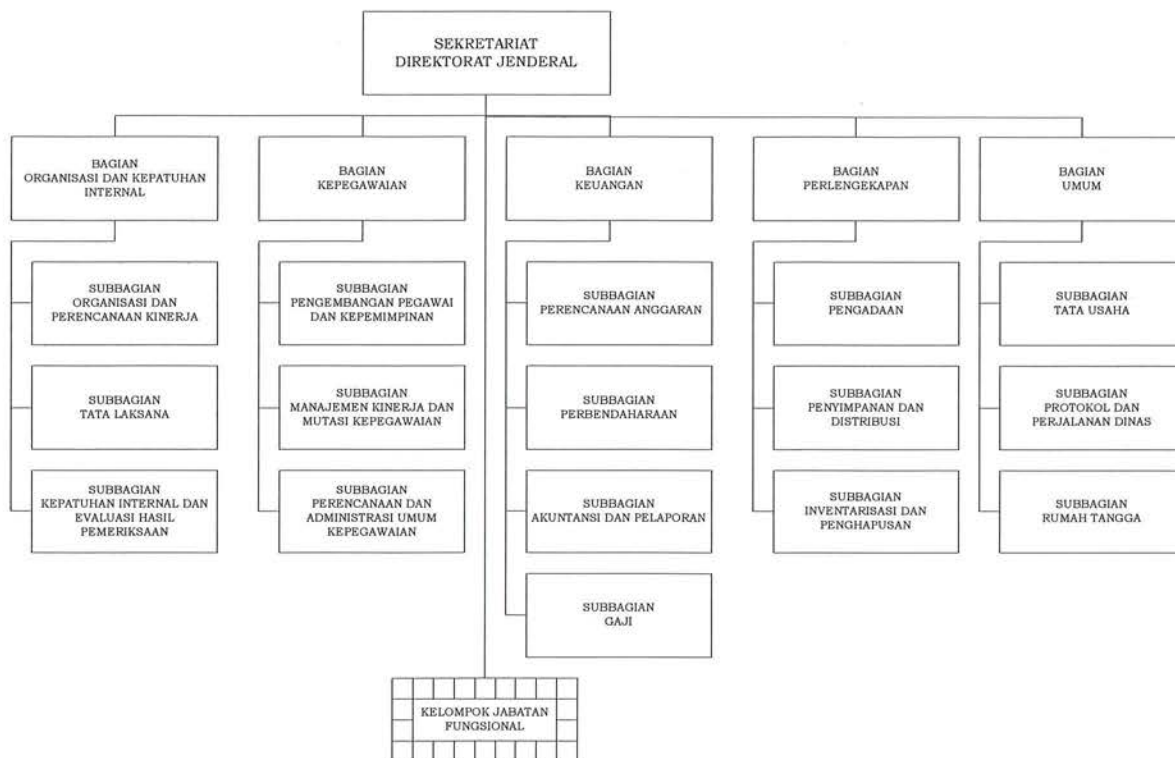 SEKRETARIAT
DIREKTORAT JENDERAL
BAGIAN
ORGANISASI DAN KEPATUHAN
INTERNAL
BAGIAN
KEPEGAWAIAN
BAGIAN
KEUANGAN
BAGIAN
PERLENGEKAPAN
BAGIAN
UMUM
SUBBAGIAN
ORGANISASI DAN
PERENCANAAN KINERJA
SUBBAGIAN
PENGEMBANGAN PEGAWAI
DAN KEPEMIMPINAN
SUBBAGIAN
PERENCANAAN ANGGARAN
SUBBAGIAN
PENGADAAN
SUBBAGIAN
TATA USAHA
SUBBAGIAN
TATA LAKSANA
SUBBAGIAN
MANAJEMEN KINERJA DAN
MUTASI KEPEGAWAIAN
SUBBAGIAN
PERBENDAHARAAN
SUBBAGIAN
PENYIMPANAN DAN
DISTRIBUSI
SUBBAGIAN
PROTOKOL DAN
PERJALANAN DINAS
SUBBAGIAN
KEPATUHAN INTERNAL DAN
EVALUASI HASIL
PEMERIKSAAN
SUBBAGIAN
PERENCANAAN DAN
ADMINISTRASI UMUM
KEPEGAWAIAN
SUBBAGIAN
AKUNTANSI DAN PELAPORAN
SUBBAGIAN
INVENTARISASI DAN
PENGHAPUSAN
SUBBAGIAN
RUMAH TANGGA
SUBBAGIAN
GAJI
KELOMPOK JABATAN
FUNGSIONAL